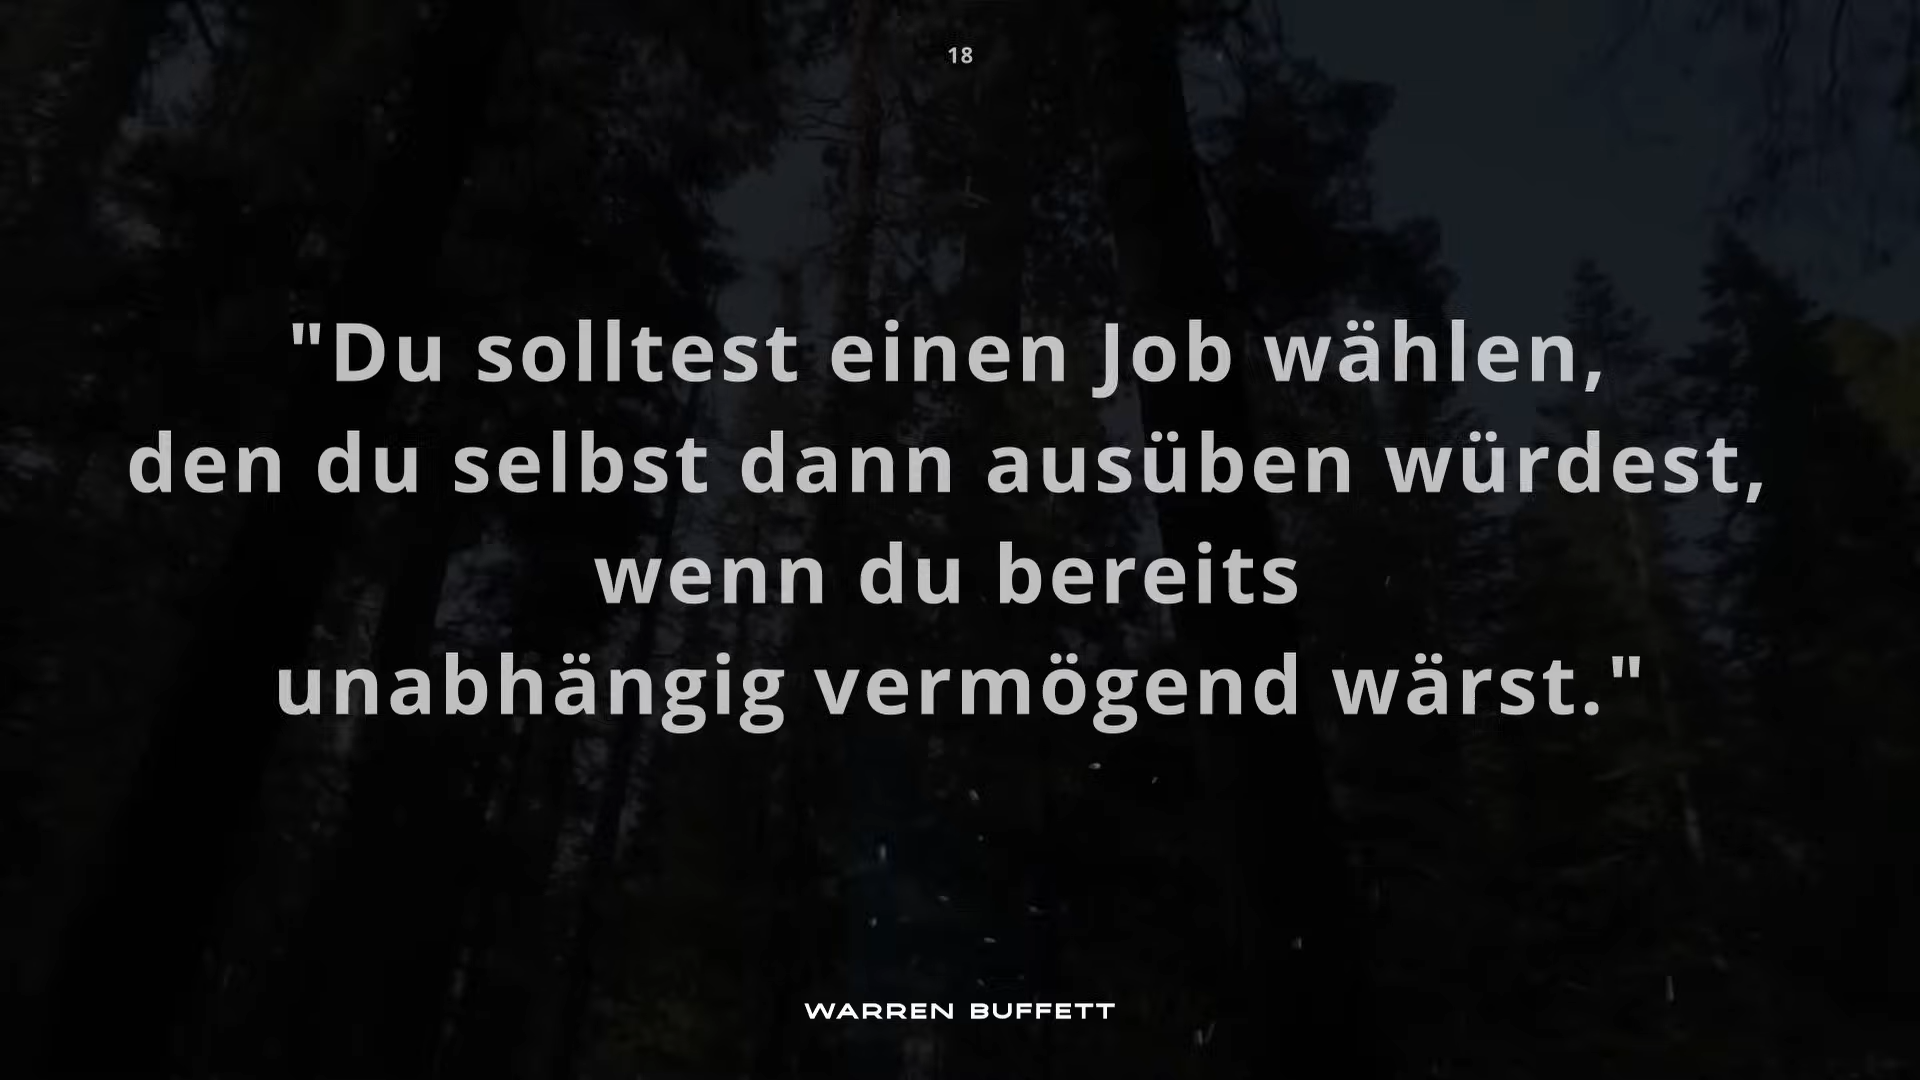 18
"Du solltest einen Job wählen,
den du selbst dann ausüben würdest,
wenn du bereits
unabhängig vermögend wärst."
WARREN BUFFETT